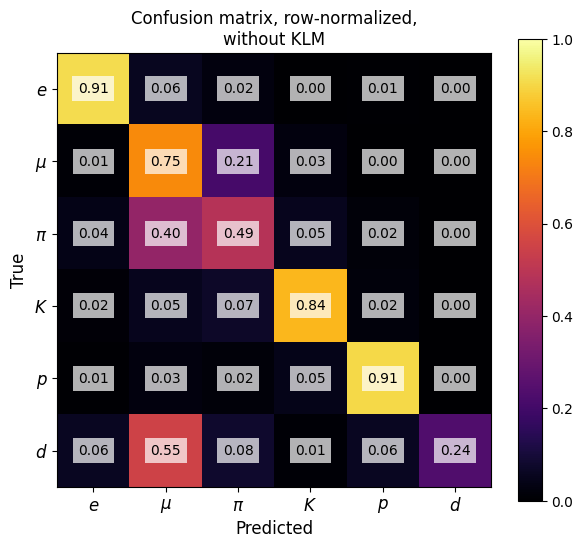 Confusion matrix, row-normalized,
without KLM
True
e 0.91 0.06 0.02 0.00 0.01 0.00
μ 0.01 0.75 0.21 0.03 0.00 0.00
π 0.04 0.40 0.49 0.05 0.02 0.00
K 0.02 0.05 0.07 0.84 0.02 0.00
p 0.01 0.03 0.02 0.05 0.91 0.00
d 0.06 0.55 0.08 0.01 0.06 0.24
e μ π K p d
Predicted
1.0
0.8
0.6
0.4
0.2
0.0